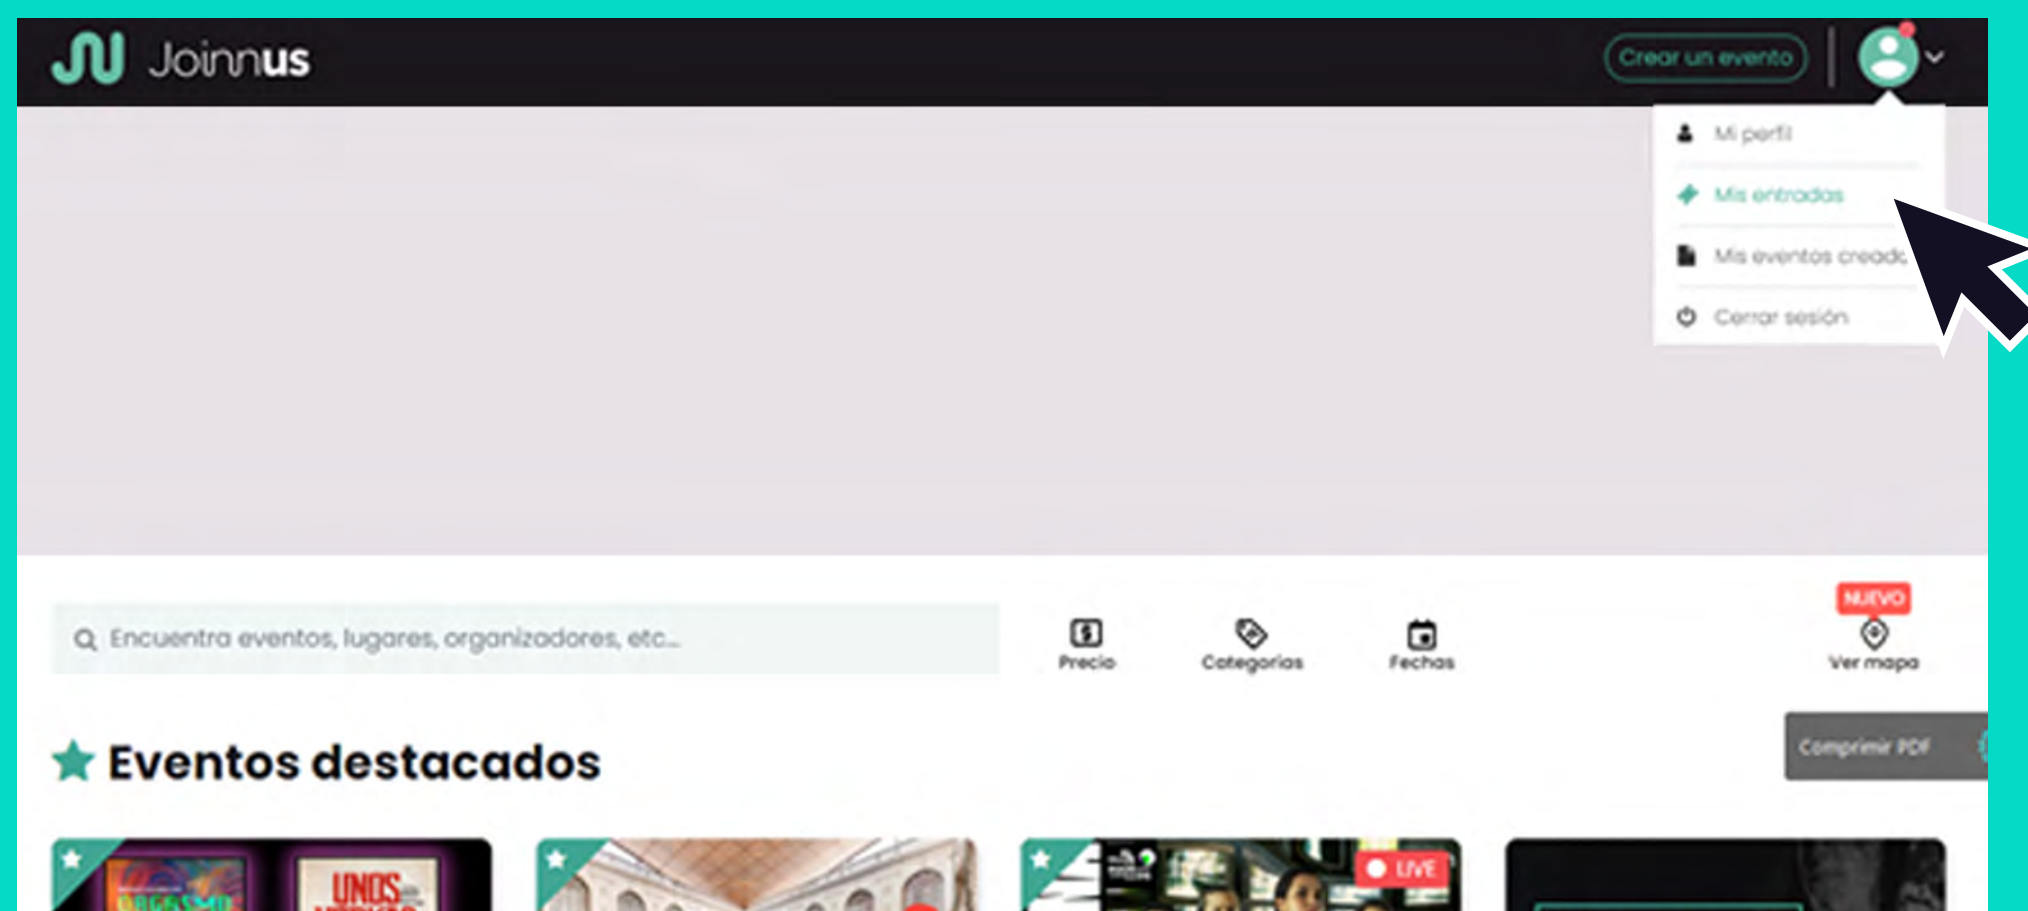 Joinnus
Crear un evento
Mi perfil
Mis entradas
Mis eventos
Cerrar sesión
Encuentra eventos, lugares, organizadores, etc...
Precio
Categorías
Fechas
NUEVO
Ver mapa
Eventos destacados
Comprimir PDF
LIVE
UNOS